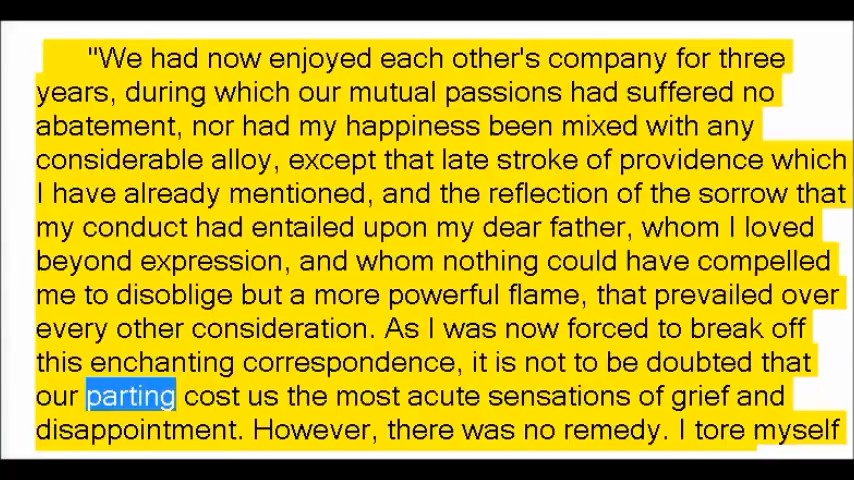 "We had now enjoyed each other's company for three
years, during which our mutual passions had suffered no
abatement, nor had my happiness been mixed with any
considerable alloy, except that late stroke of providence which
I have already mentioned, and the reflection of the sorrow that
my conduct had entailed upon my dear father, whom I loved
beyond expression, and whom nothing could have compelled
me to disoblige but a more powerful flame, that prevailed over
every other consideration. As I was now forced to break off
this enchanting correspondence, it is not to be doubted that
our parting cost us the most acute sensations of grief and
disappointment. However, there was no remedy. I tore myself